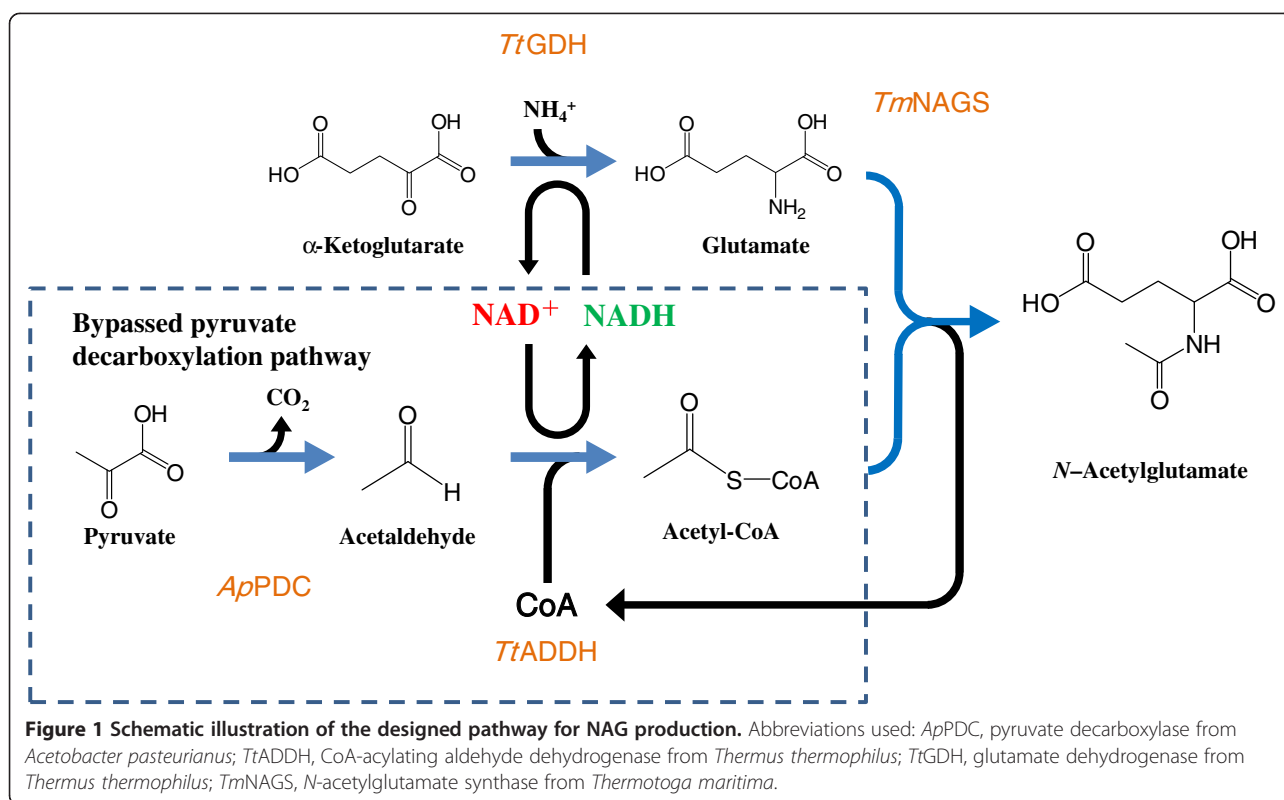 TtGDH
NH₄⁺
TmNAGS
O
OH
HO
O
O
α-Ketoglutarate
O
OH
HO
O
NH₂
Glutamate
O
OH
HO
O
NH
O
N–Acetylglutamate
NAD⁺ NADH
Bypassed pyruvate
decarboxylation pathway
CO₂
OH
O
O
Pyruvate
O
H
Acetaldehyde
O
S–CoA
Acetyl-CoA
ApPDC
CoA
TtADDH
Figure 1 Schematic illustration of the designed pathway for NAG production. Abbreviations used: ApPDC, pyruvate decarboxylase from
Acetobacter pasteurianus; TtADDH, CoA-acylating aldehyde dehydrogenase from Thermus thermophilus; TtGDH, glutamate dehydrogenase from
Thermus thermophilus; TmNAGS, N-acetylglutamate synthase from Thermotoga maritima.